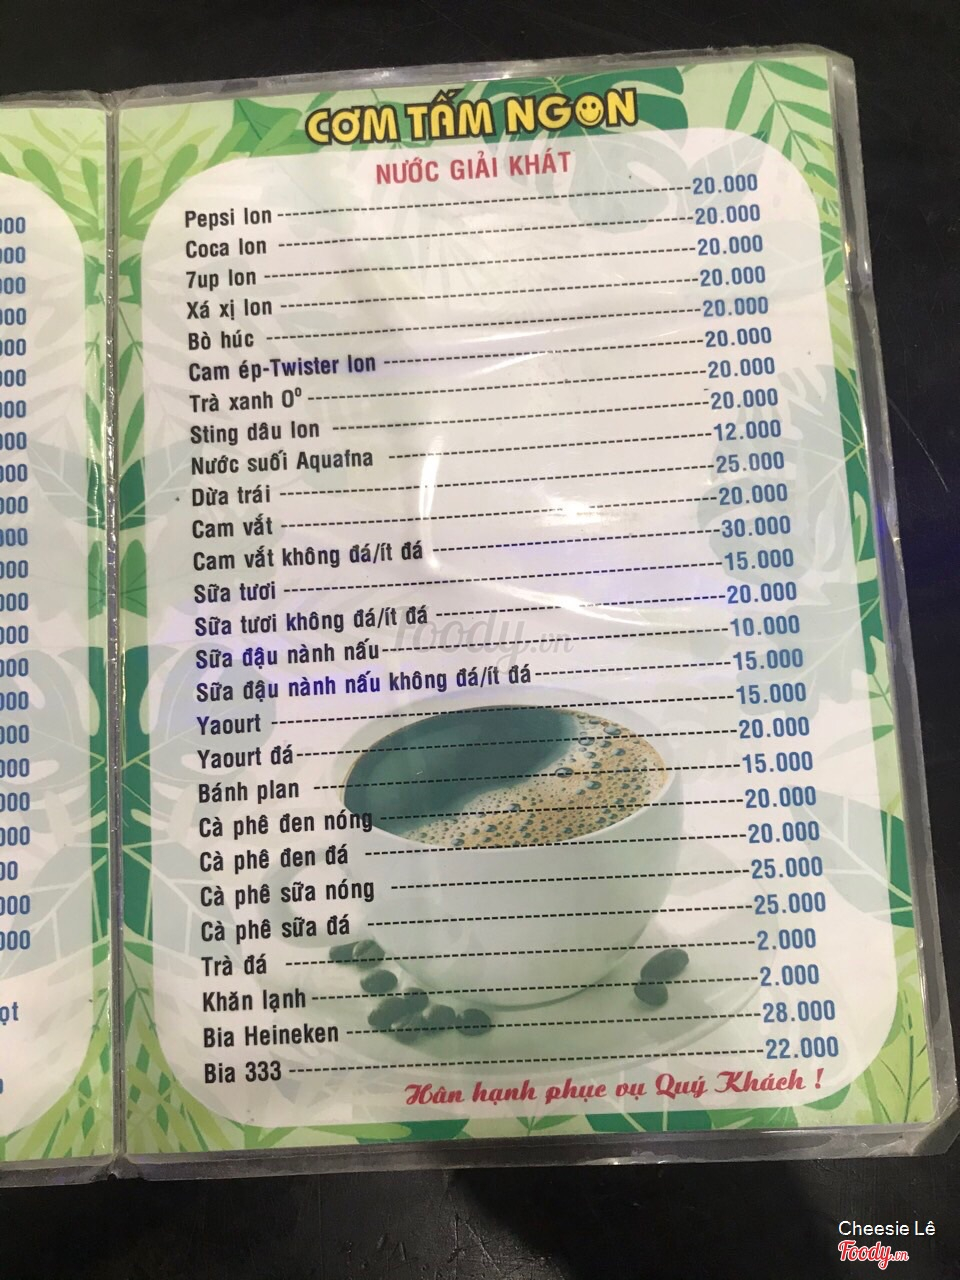 CƠM TẤM NGON
NƯỚC GIẢI KHÁT
Pepsi lon 20.000
Coca lon 20.000
7up lon 20.000
Xá xị lon 20.000
Bò húc 20.000
Cam ép-Twister lon 20.000
Trà xanh 0⁰ 20.000
Sting dâu lon 20.000
Nước suối Aquafna 12.000
Dừa trái 25.000
Cam vắt 20.000
Cam vắt không đá/ít đá 30.000
Sữa tươi 15.000
Sữa tươi không đá/ít đá 20.000
Sữa đậu nành nấu 10.000
Sữa đậu nành nấu không đá/ít đá 15.000
Yaourt 15.000
Yaourt đá 20.000
Bánh plan 15.000
Cà phê đen nóng 20.000
Cà phê đen đá 20.000
Cà phê sữa nóng 25.000
Cà phê sữa đá 25.000
Trà đá 2.000
Khăn lạnh 2.000
Bia Heineken 28.000
Bia 333 22.000
Hân hạnh phục vụ Quý Khách !
Foody.vn
Cheesie Lê
Foody.vn